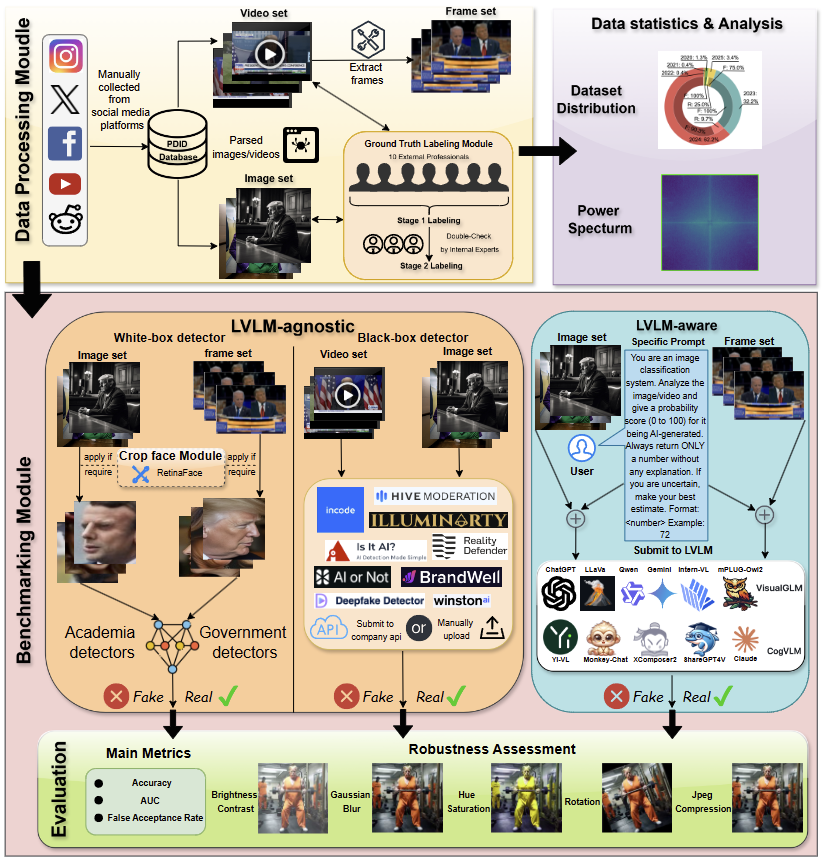 Data Processing Moudle
Manually
collected
from
social media
platforms
PDID
Database
Video set
Extract
frames
Frame set
Parsed
images/videos
Image set
Ground Truth Labeling Module
10 External Professionals
Stage 1 Labeling
Double-Check
by Internal Experts
Stage 2 Labeling
Data statistics & Analysis
Dataset
Distribution
2020: 1.3%
2021: 0.4%
2022: 3.4%
2025: 3.4%
F: 75.0%
2023:
32.2%
F: 100%
R: 25.0%
F: 100%
R: 9.7%
2024: 62.2%
Power
Specturm
Benchmarking Module
LVLM-agnostic
White-box detector
Image set
frame set
apply if
require
Crop face Module
RetinaFace
apply if
require
Academia
detectors
Government
detectors
Fake Real
Black-box detector
Video set
Image set
incode
HIVE MODERATION
ILLUMINARTY
Is It AI?
AI Detection Made Simple
Reality
Defender
AI or Not
BrandWell
Deepfake Detector
winston ai
API
Submit to
company api
or
Manually
upload
Fake Real
LVLM-aware
Image set
Specific Prompt
Frame set
You are an image
classification
system. Analyze the
image/video and
give a probability
score (0 to 100) for it
being AI-generated.
Always return ONLY
a number without
any explanation. If
you are uncertain,
make your best
estimate. Format:
<number> Example:
72
User
Submit to LVLM
ChatGPT LLaVa Qwen Gemini Intern-VL mPLUG-Owl2
VisualGLM
Yi
YI-VL Monkey-Chat XComposer2 ShareGPT4V Claude
CogVLM
Fake Real
Evaluation
Main Metrics
Accuracy
AUC
False Acceptance Rate
Robustness Assessment
Brightness
Contrast
Gaussian
Blur
Hue
Saturation
Rotation
Jpeg
Compression